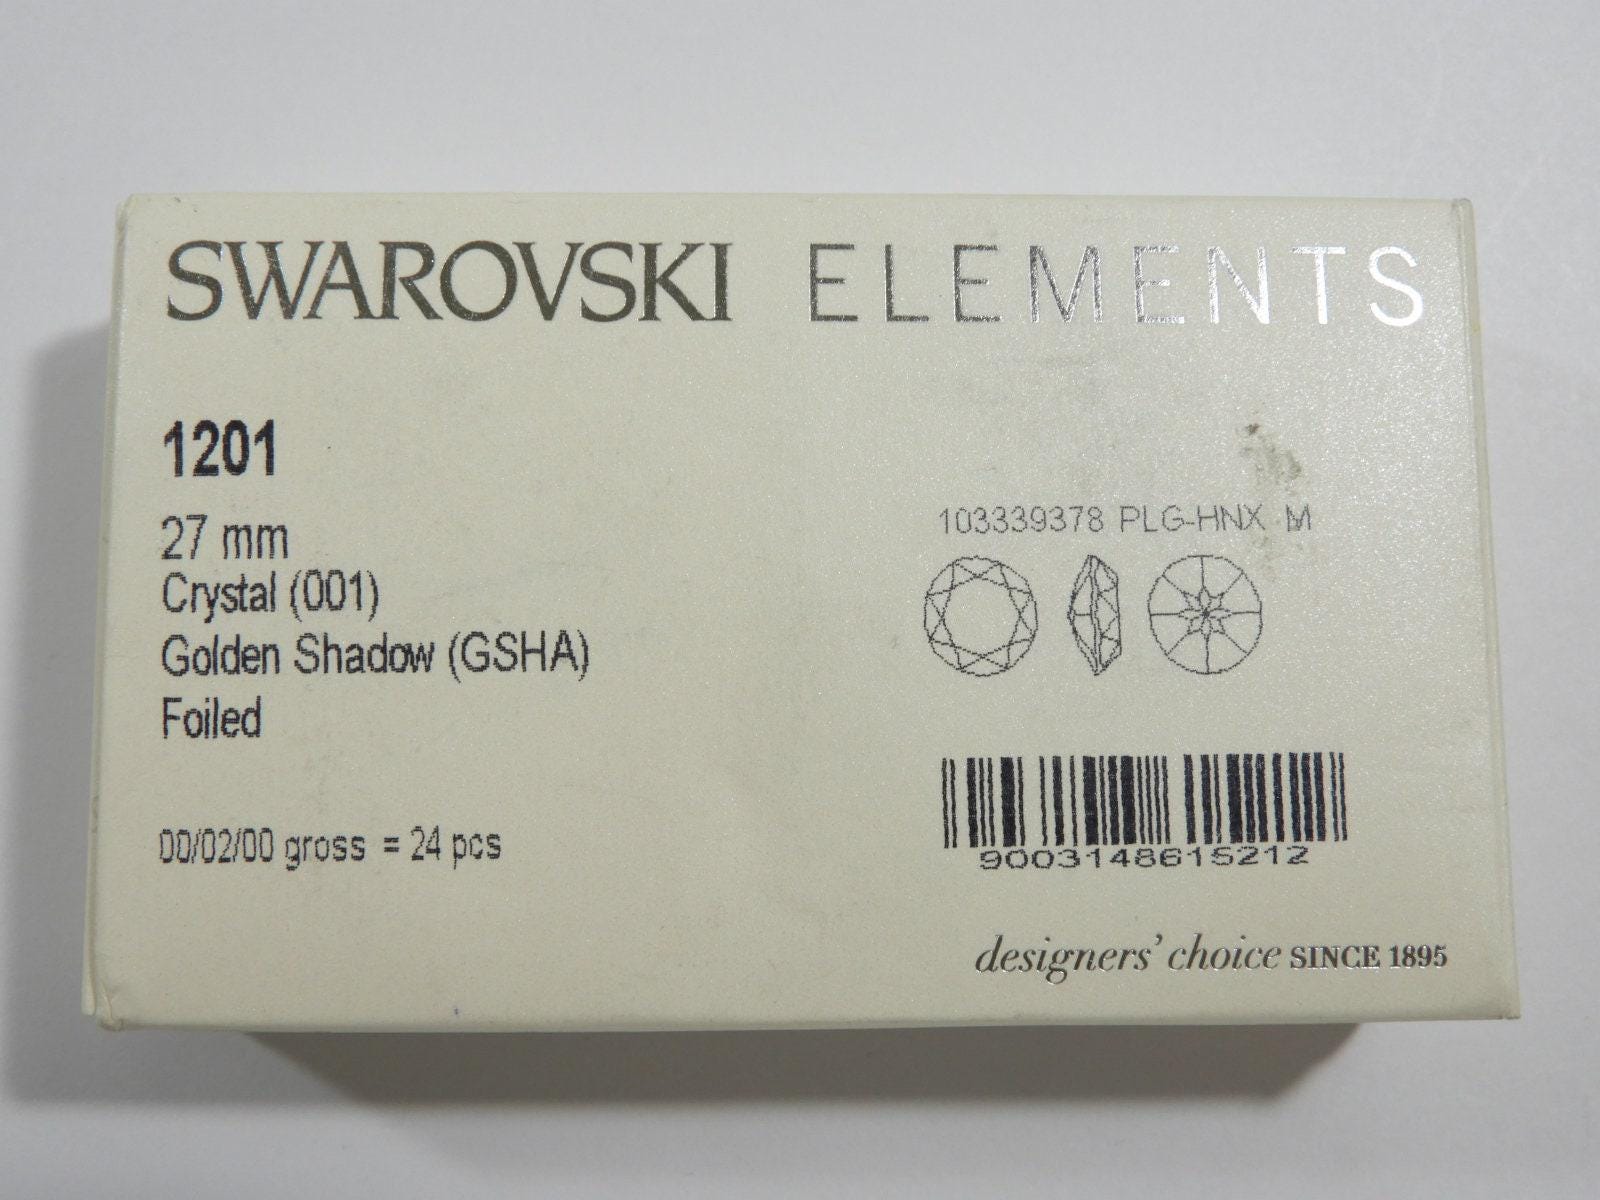 SWAROVSKI ELEMENTS
1201
27 mm
Crystal (001)
Golden Shadow (GSHA)
Foiled
00/02/00 gross = 24 pcs
103339378 PLG-HNX M
9003148615212
designers' choice SINCE 1895